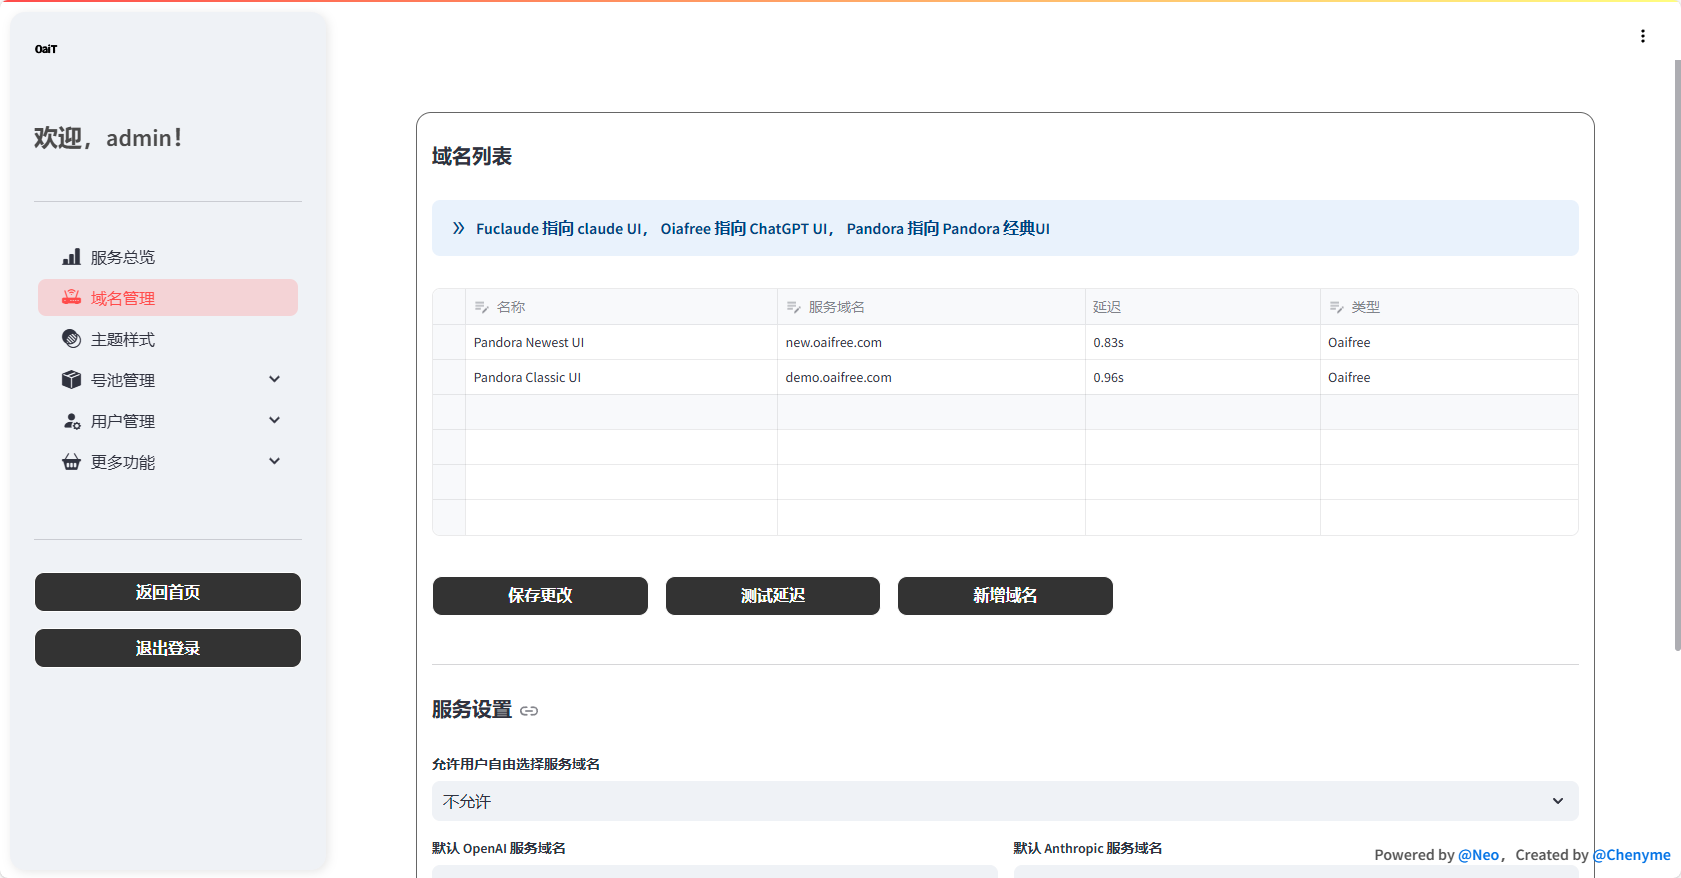 OaiT
欢迎，admin！
服务总览
域名管理
主题样式
号池管理
用户管理
更多功能
返回首页
退出登录
域名列表
Fuclaude 指向 claude UI， Oiafree 指向 ChatGPT UI， Pandora 指向 Pandora 经典UI
名称 服务域名 延迟 类型
Pandora Newest UI new.oaifree.com 0.83s Oaifree
Pandora Classic UI demo.oaifree.com 0.96s Oaifree
保存更改 测试延迟 新增域名
服务设置
允许用户自由选择服务域名
不允许
默认 OpenAI 服务域名 默认 Anthropic 服务域名
Powered by @Neo，Created by @Chenyme